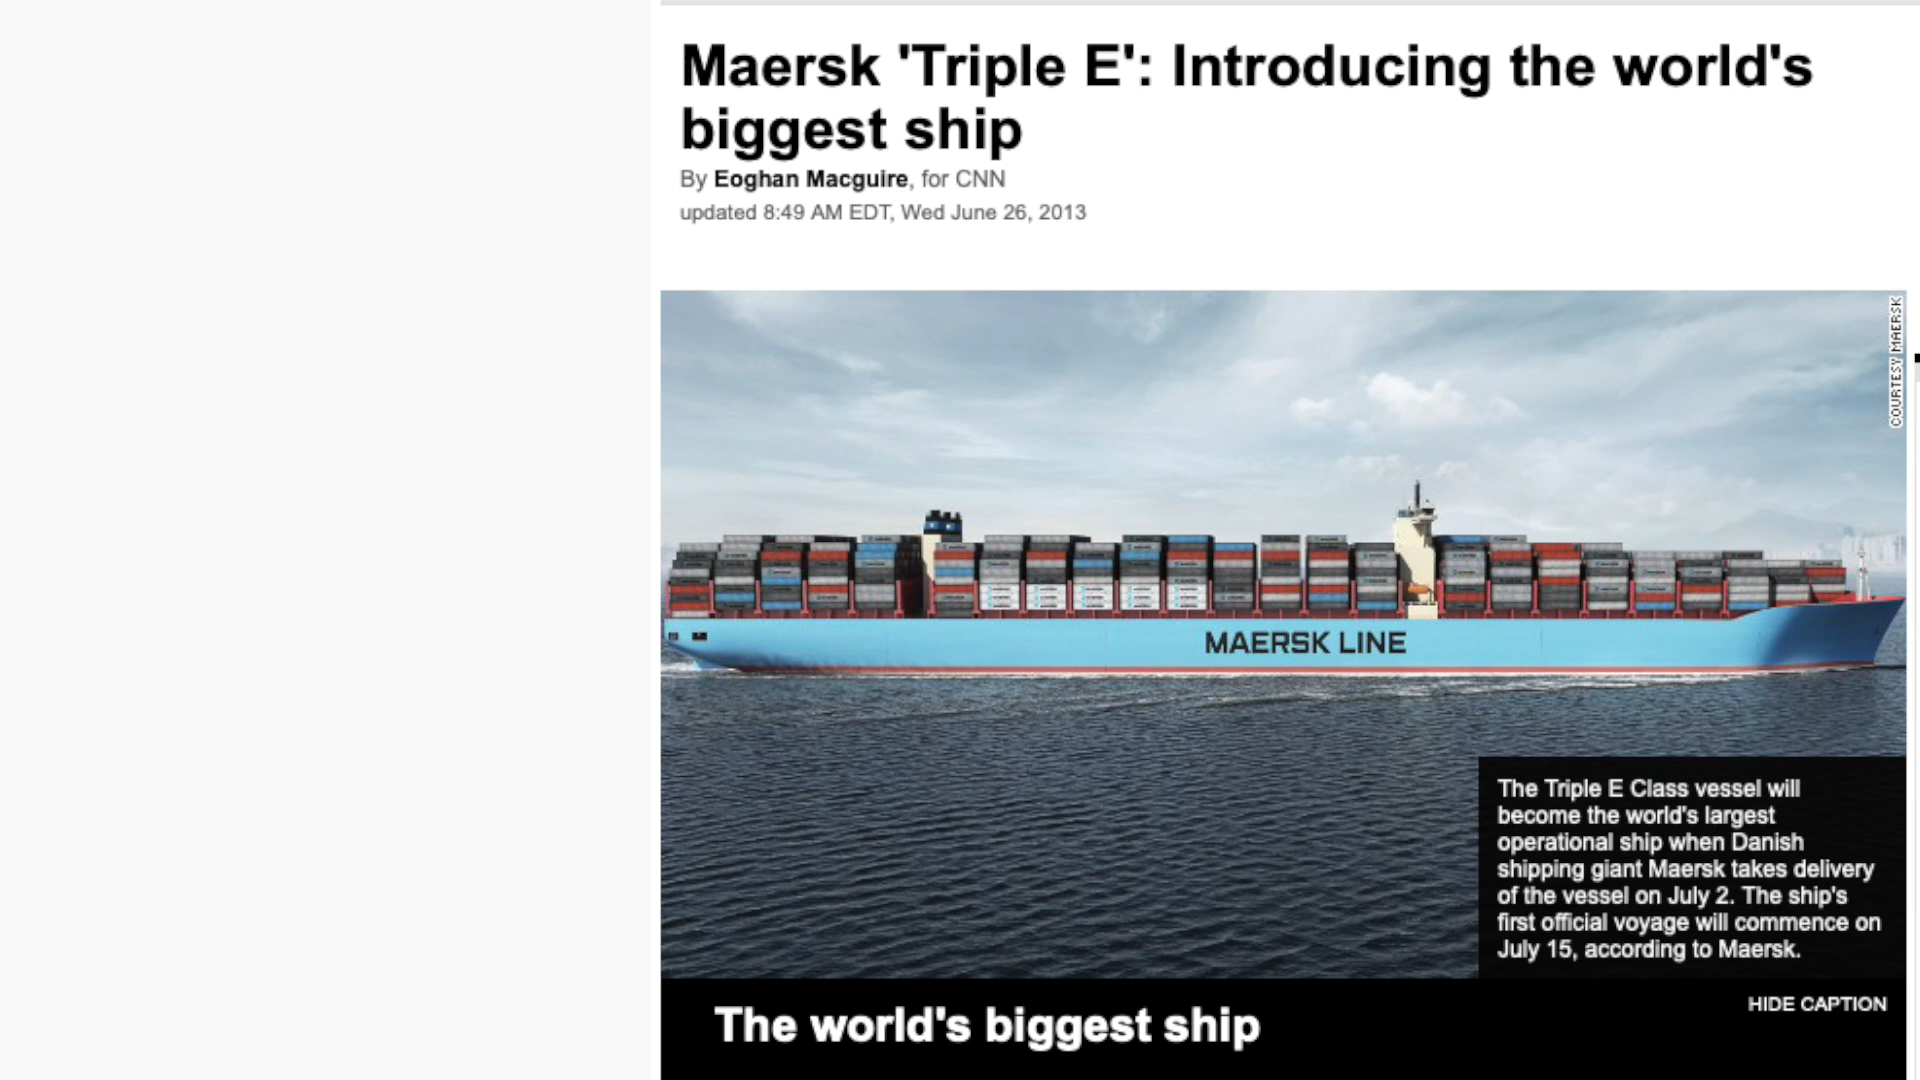 Maersk 'Triple E': Introducing the world's
biggest ship
By Eoghan Macguire, for CNN
updated 8:49 AM EDT, Wed June 26, 2013
COURTESY MAERSK
MAERSK LINE
The Triple E Class vessel will
become the world's largest
operational ship when Danish
shipping giant Maersk takes delivery
of the vessel on July 2. The ship's
first official voyage will commence on
July 15, according to Maersk.
HIDE CAPTION
The world's biggest ship